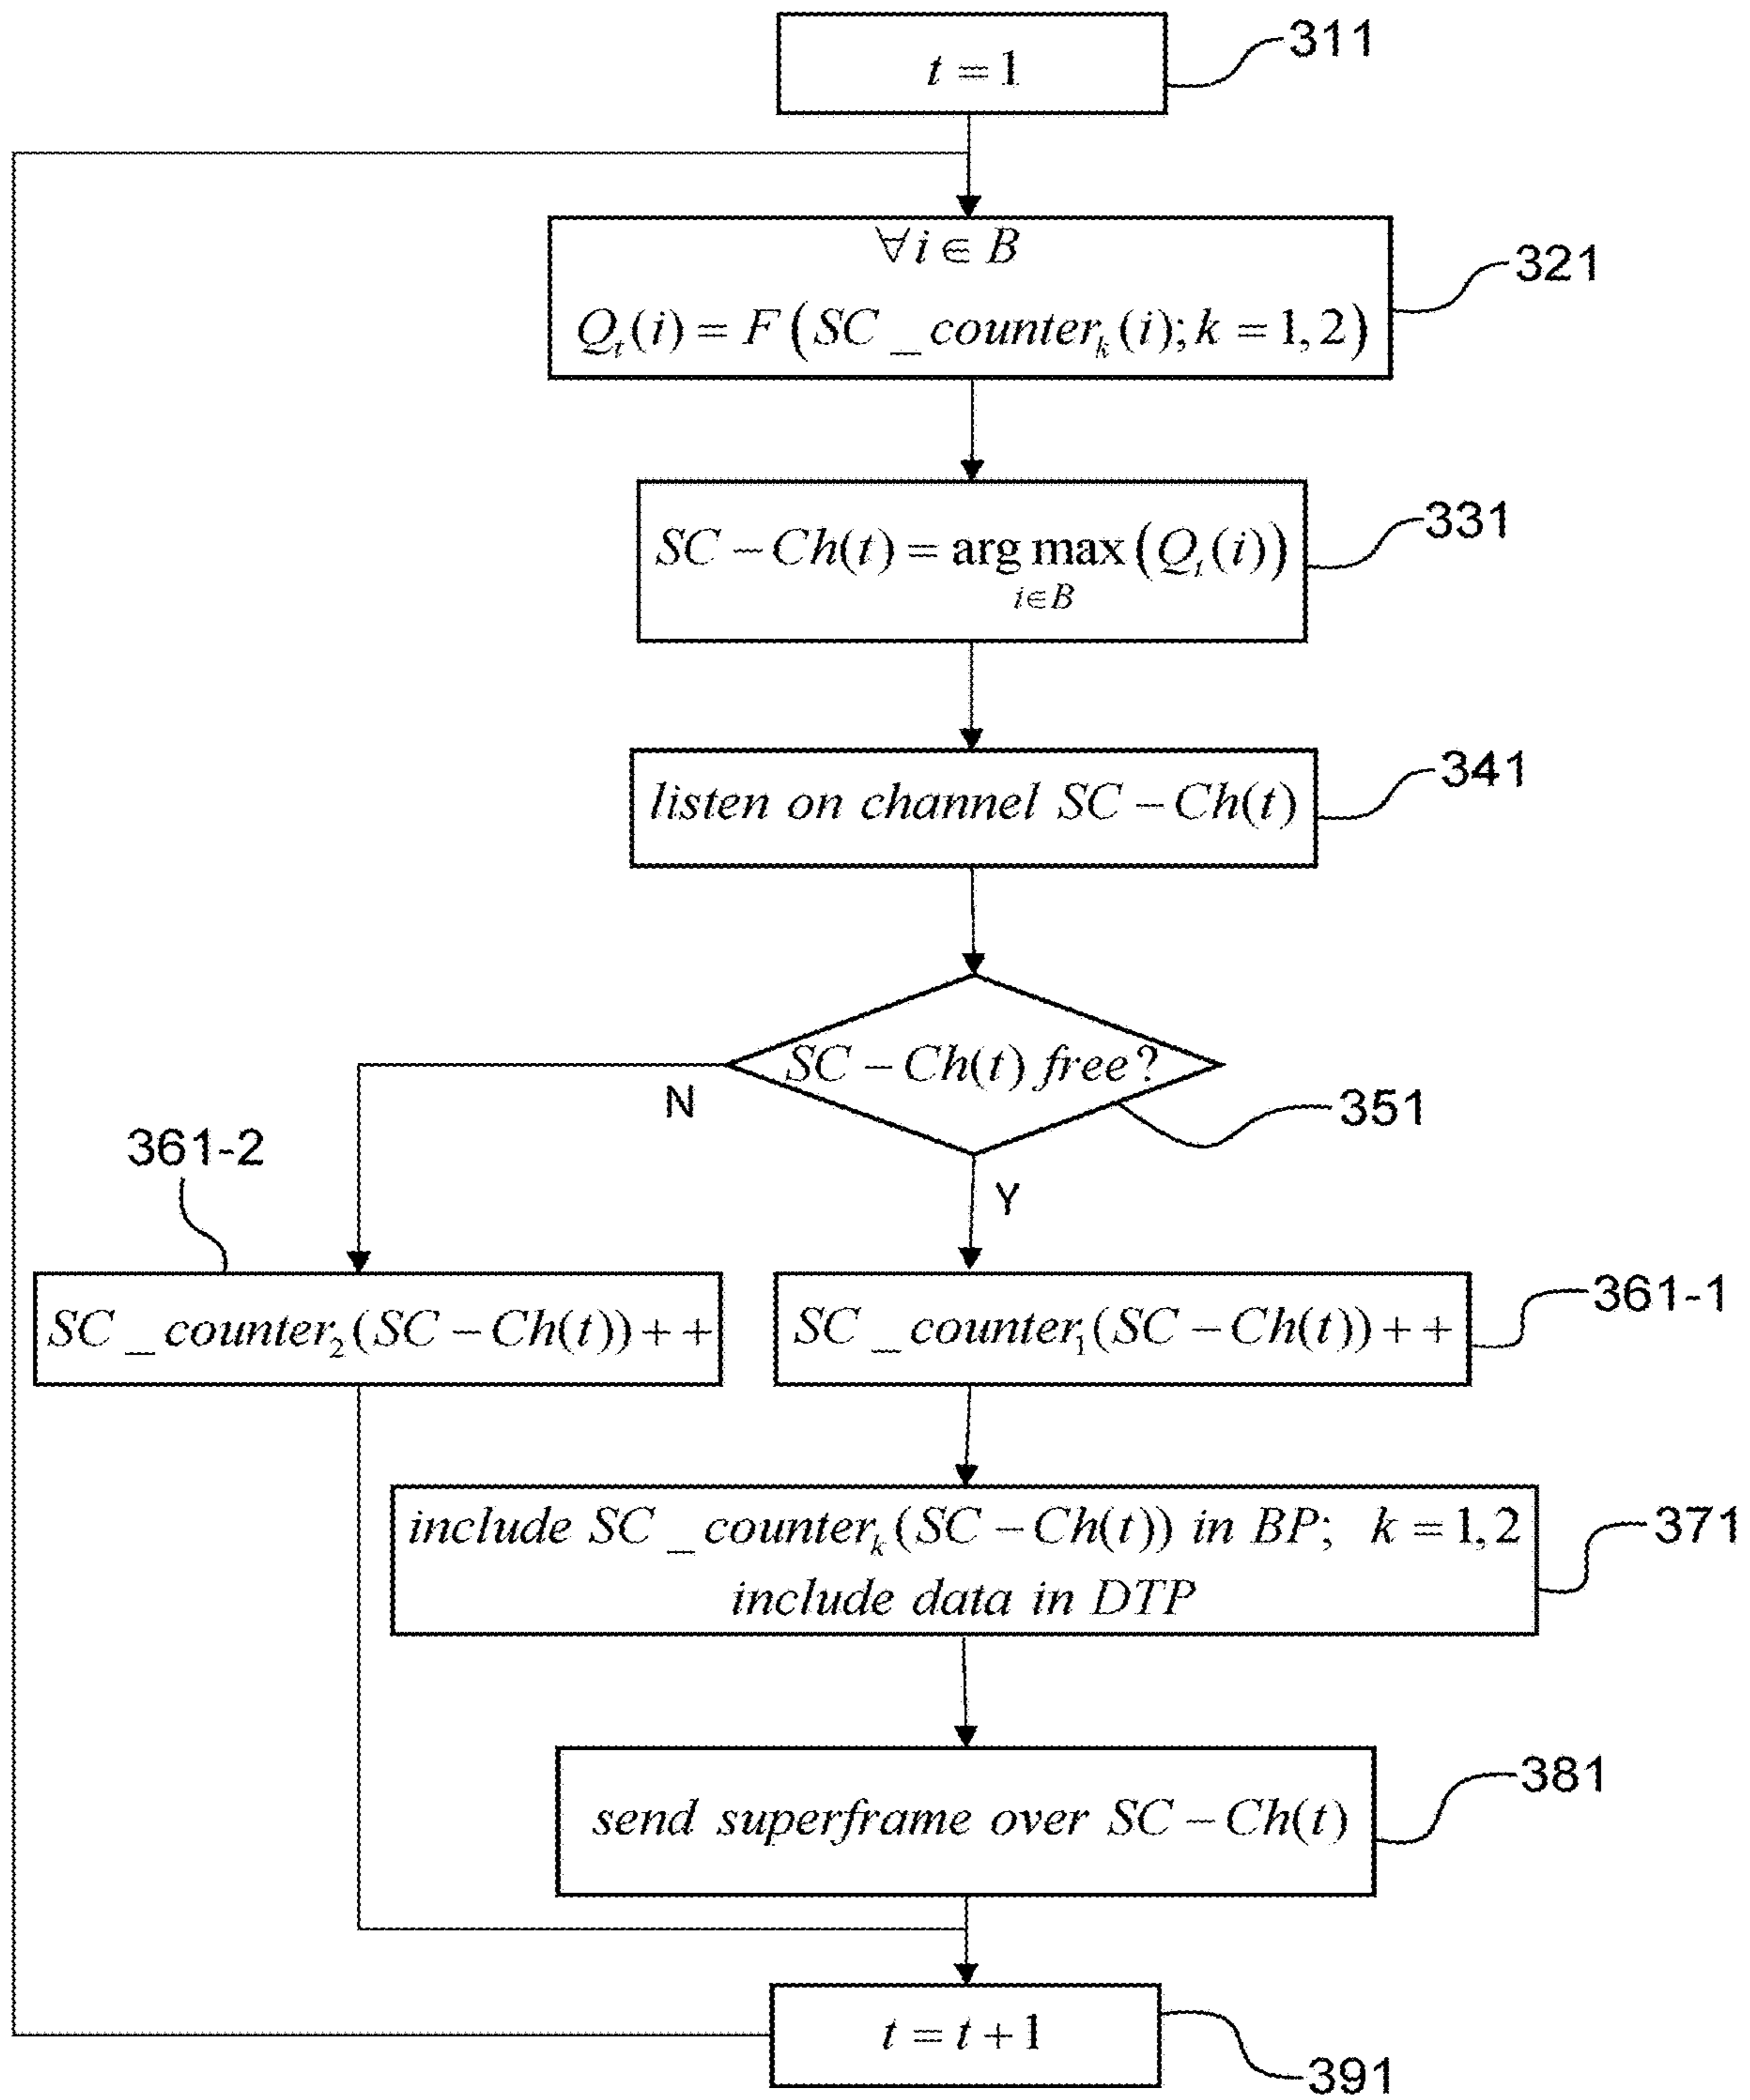 t = 1
311
∀i ∈ B
Q_t(i) = F(SC_counter_k(i); k = 1, 2)
321
SC – Ch(t) = arg max(Q_t(i))
i∈B
331
listen on channel SC – Ch(t)
341
SC – Ch(t) free?
N
351
Y
361-2
361-1
SC_counter_2(SC – Ch(t))++
SC_counter_1(SC – Ch(t))++
include SC_counter_k(SC – Ch(t)) in BP; k = 1, 2
include data in DTP
371
send superframe over SC – Ch(t)
381
t = t + 1
391